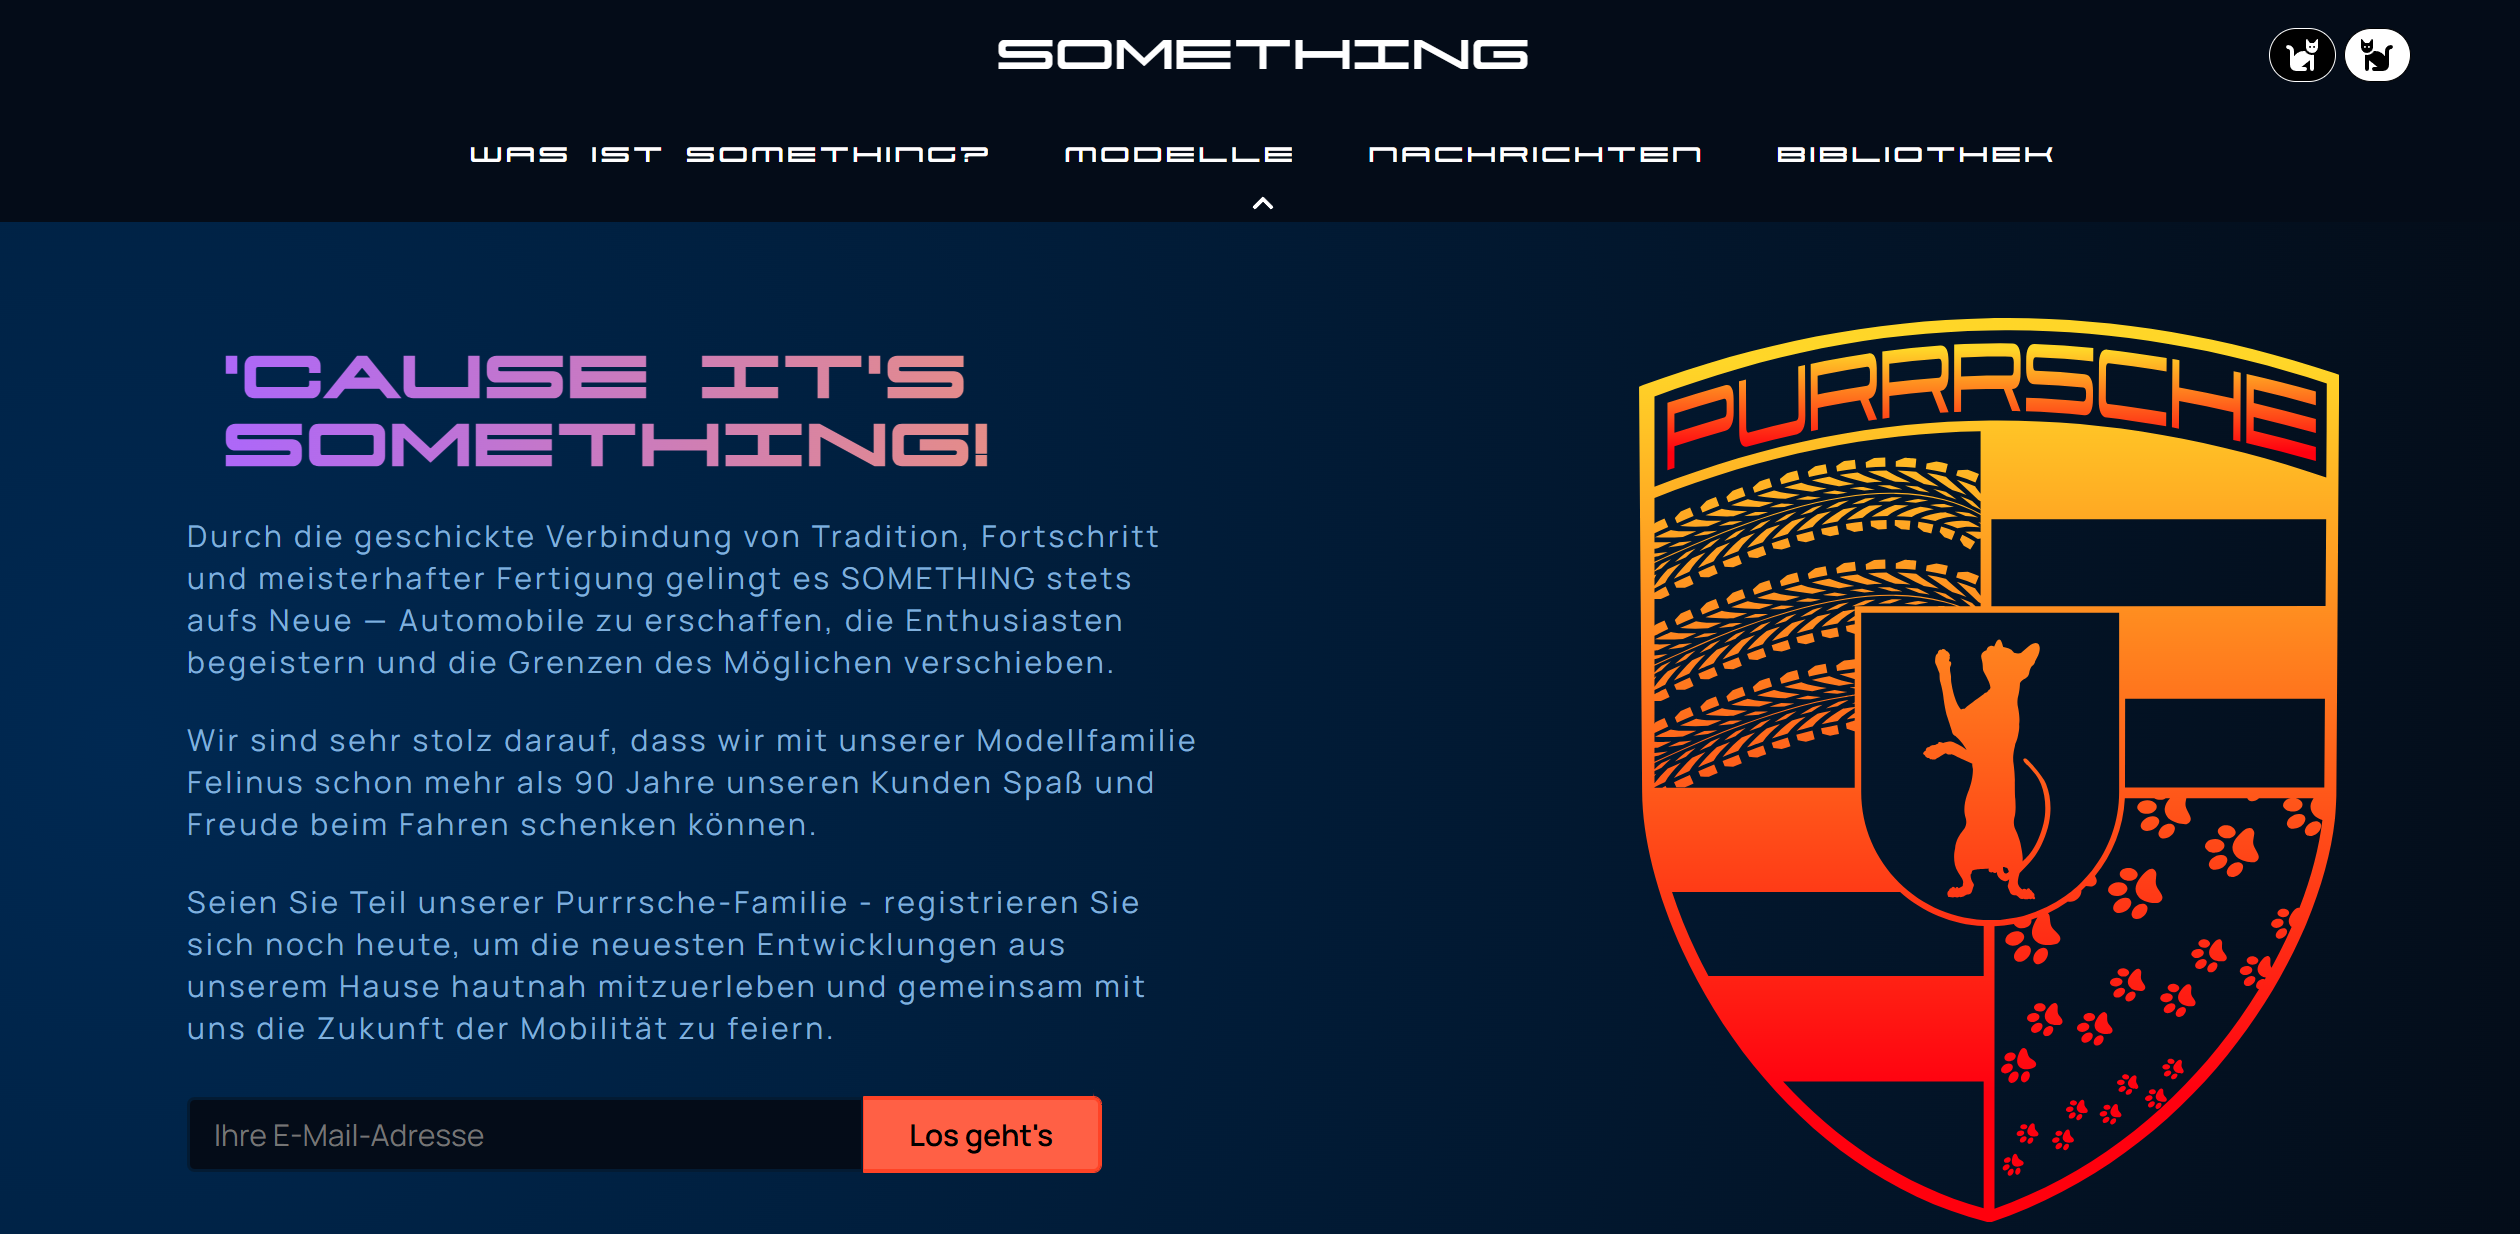 SOMETHING
WAS IST SOMETHING?
MODELLE
NACHRICHTEN
BIBLIOTHEK
'CAUSE IT'S
SOMETHING!
Durch die geschickte Verbindung von Tradition, Fortschritt
und meisterhafter Fertigung gelingt es SOMETHING stets
aufs Neue — Automobile zu erschaffen, die Enthusiasten
begeistern und die Grenzen des Möglichen verschieben.
Wir sind sehr stolz darauf, dass wir mit unserer Modellfamilie
Felinus schon mehr als 90 Jahre unseren Kunden Spaß und
Freude beim Fahren schenken können.
Seien Sie Teil unserer Purrrsche-Familie - registrieren Sie
sich noch heute, um die neuesten Entwicklungen aus
unserem Hause hautnah mitzuerleben und gemeinsam mit
uns die Zukunft der Mobilität zu feiern.
Ihre E-Mail-Adresse
Los geht's
PURRRSCHE